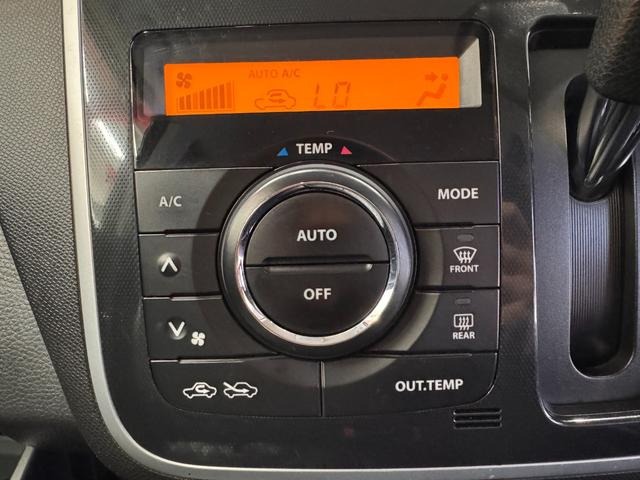 AUTO A/C
LO
TEMP
A/C
MODE
AUTO
OFF
FRONT
REAR
OUT.TEMP